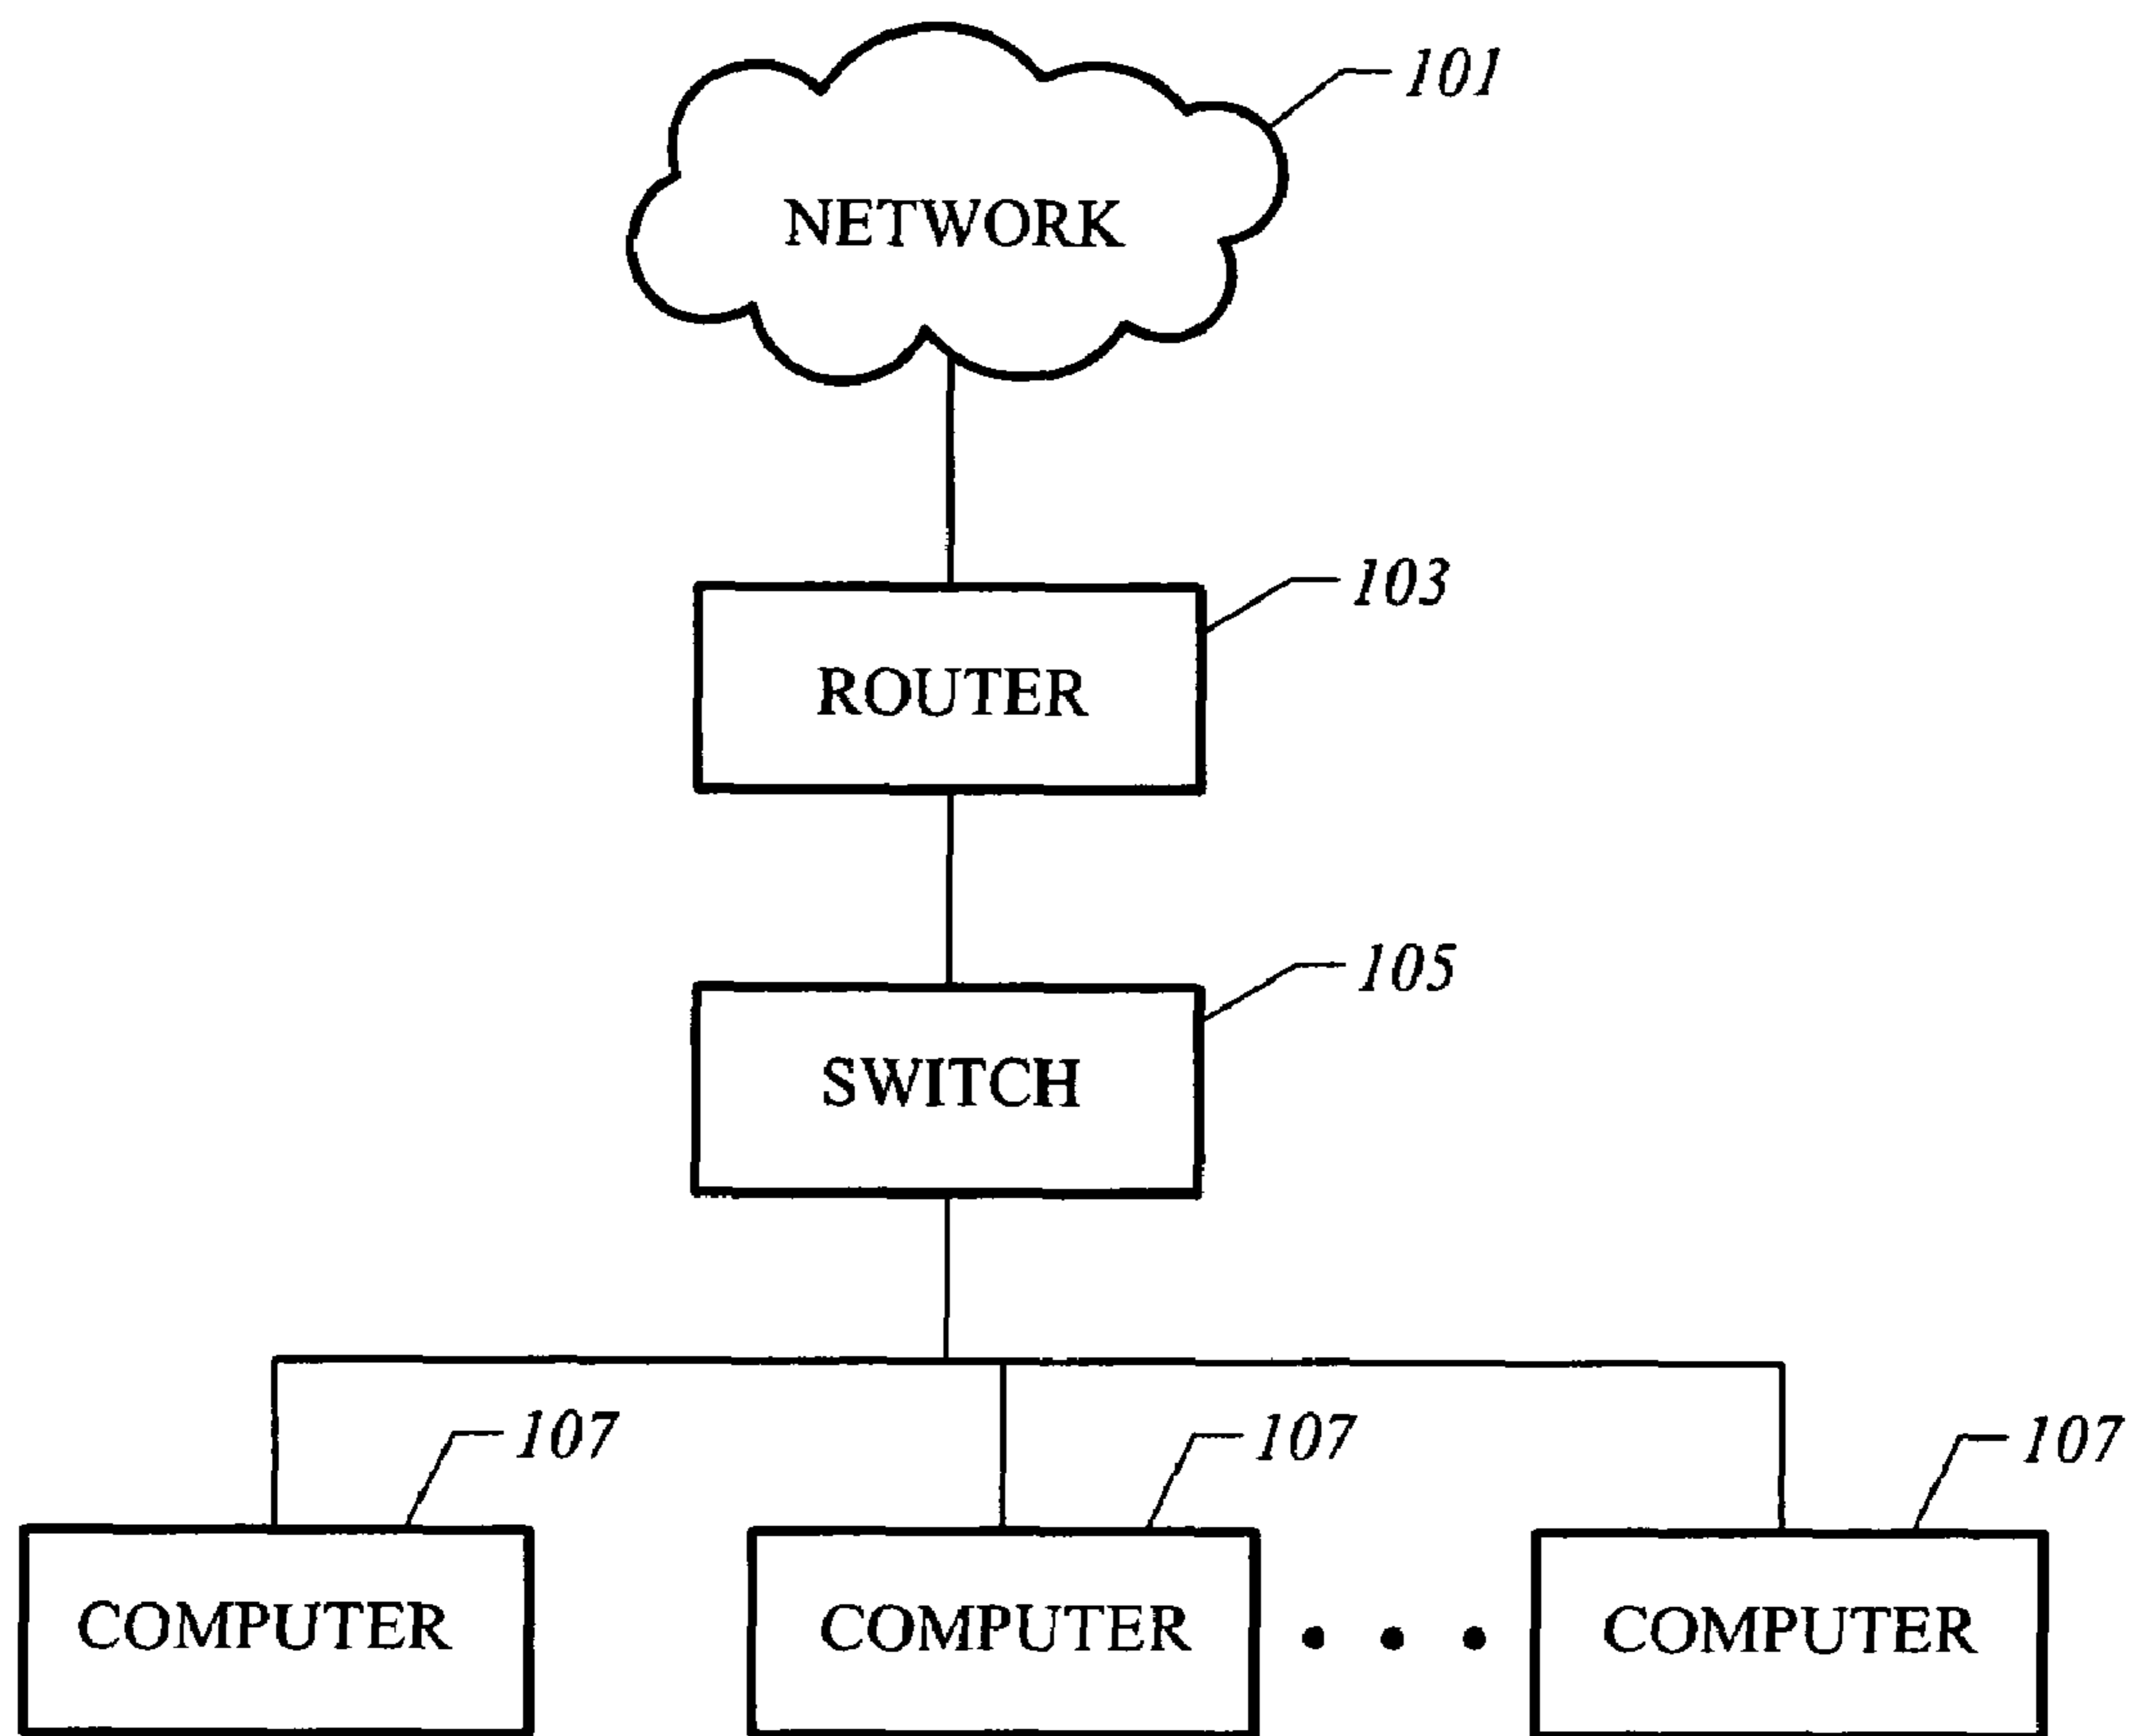 101
NETWORK
103
ROUTER
105
SWITCH
107 107 107
COMPUTER COMPUTER COMPUTER